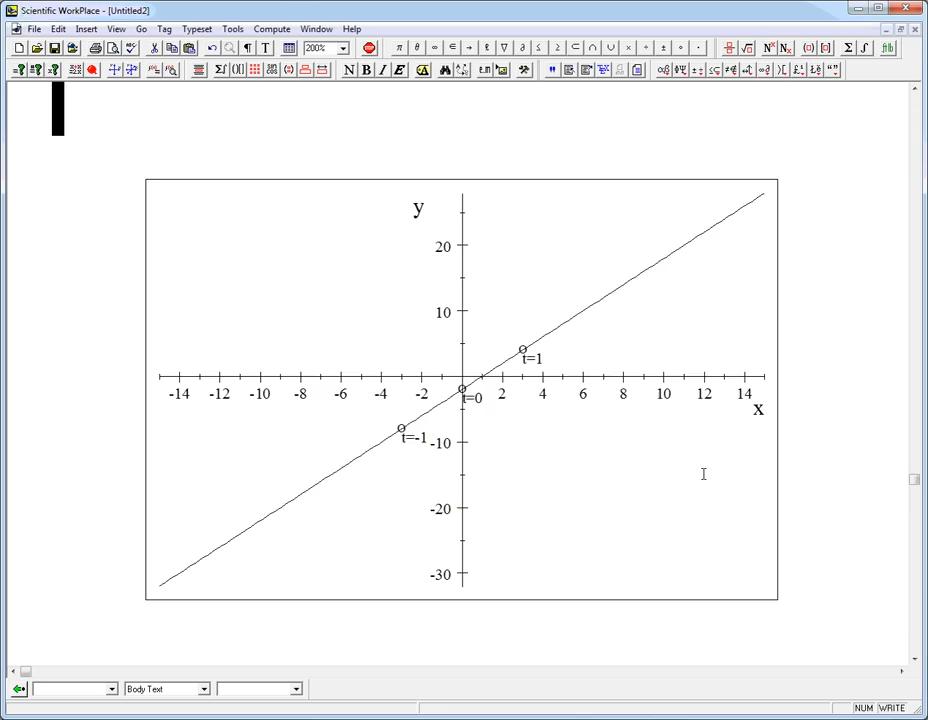 Scientific WorkPlace - [Untitled2]
File Edit Insert View Go Tag Typeset Tools Compute Window Help
200%
N B I E
Body Text
NUM WRITE
y
20
10
t=1
-14 -12 -10 -8 -6 -4 -2 2 4 6 8 10 12 14
t=0
x
t=-1
-10
-20
-30